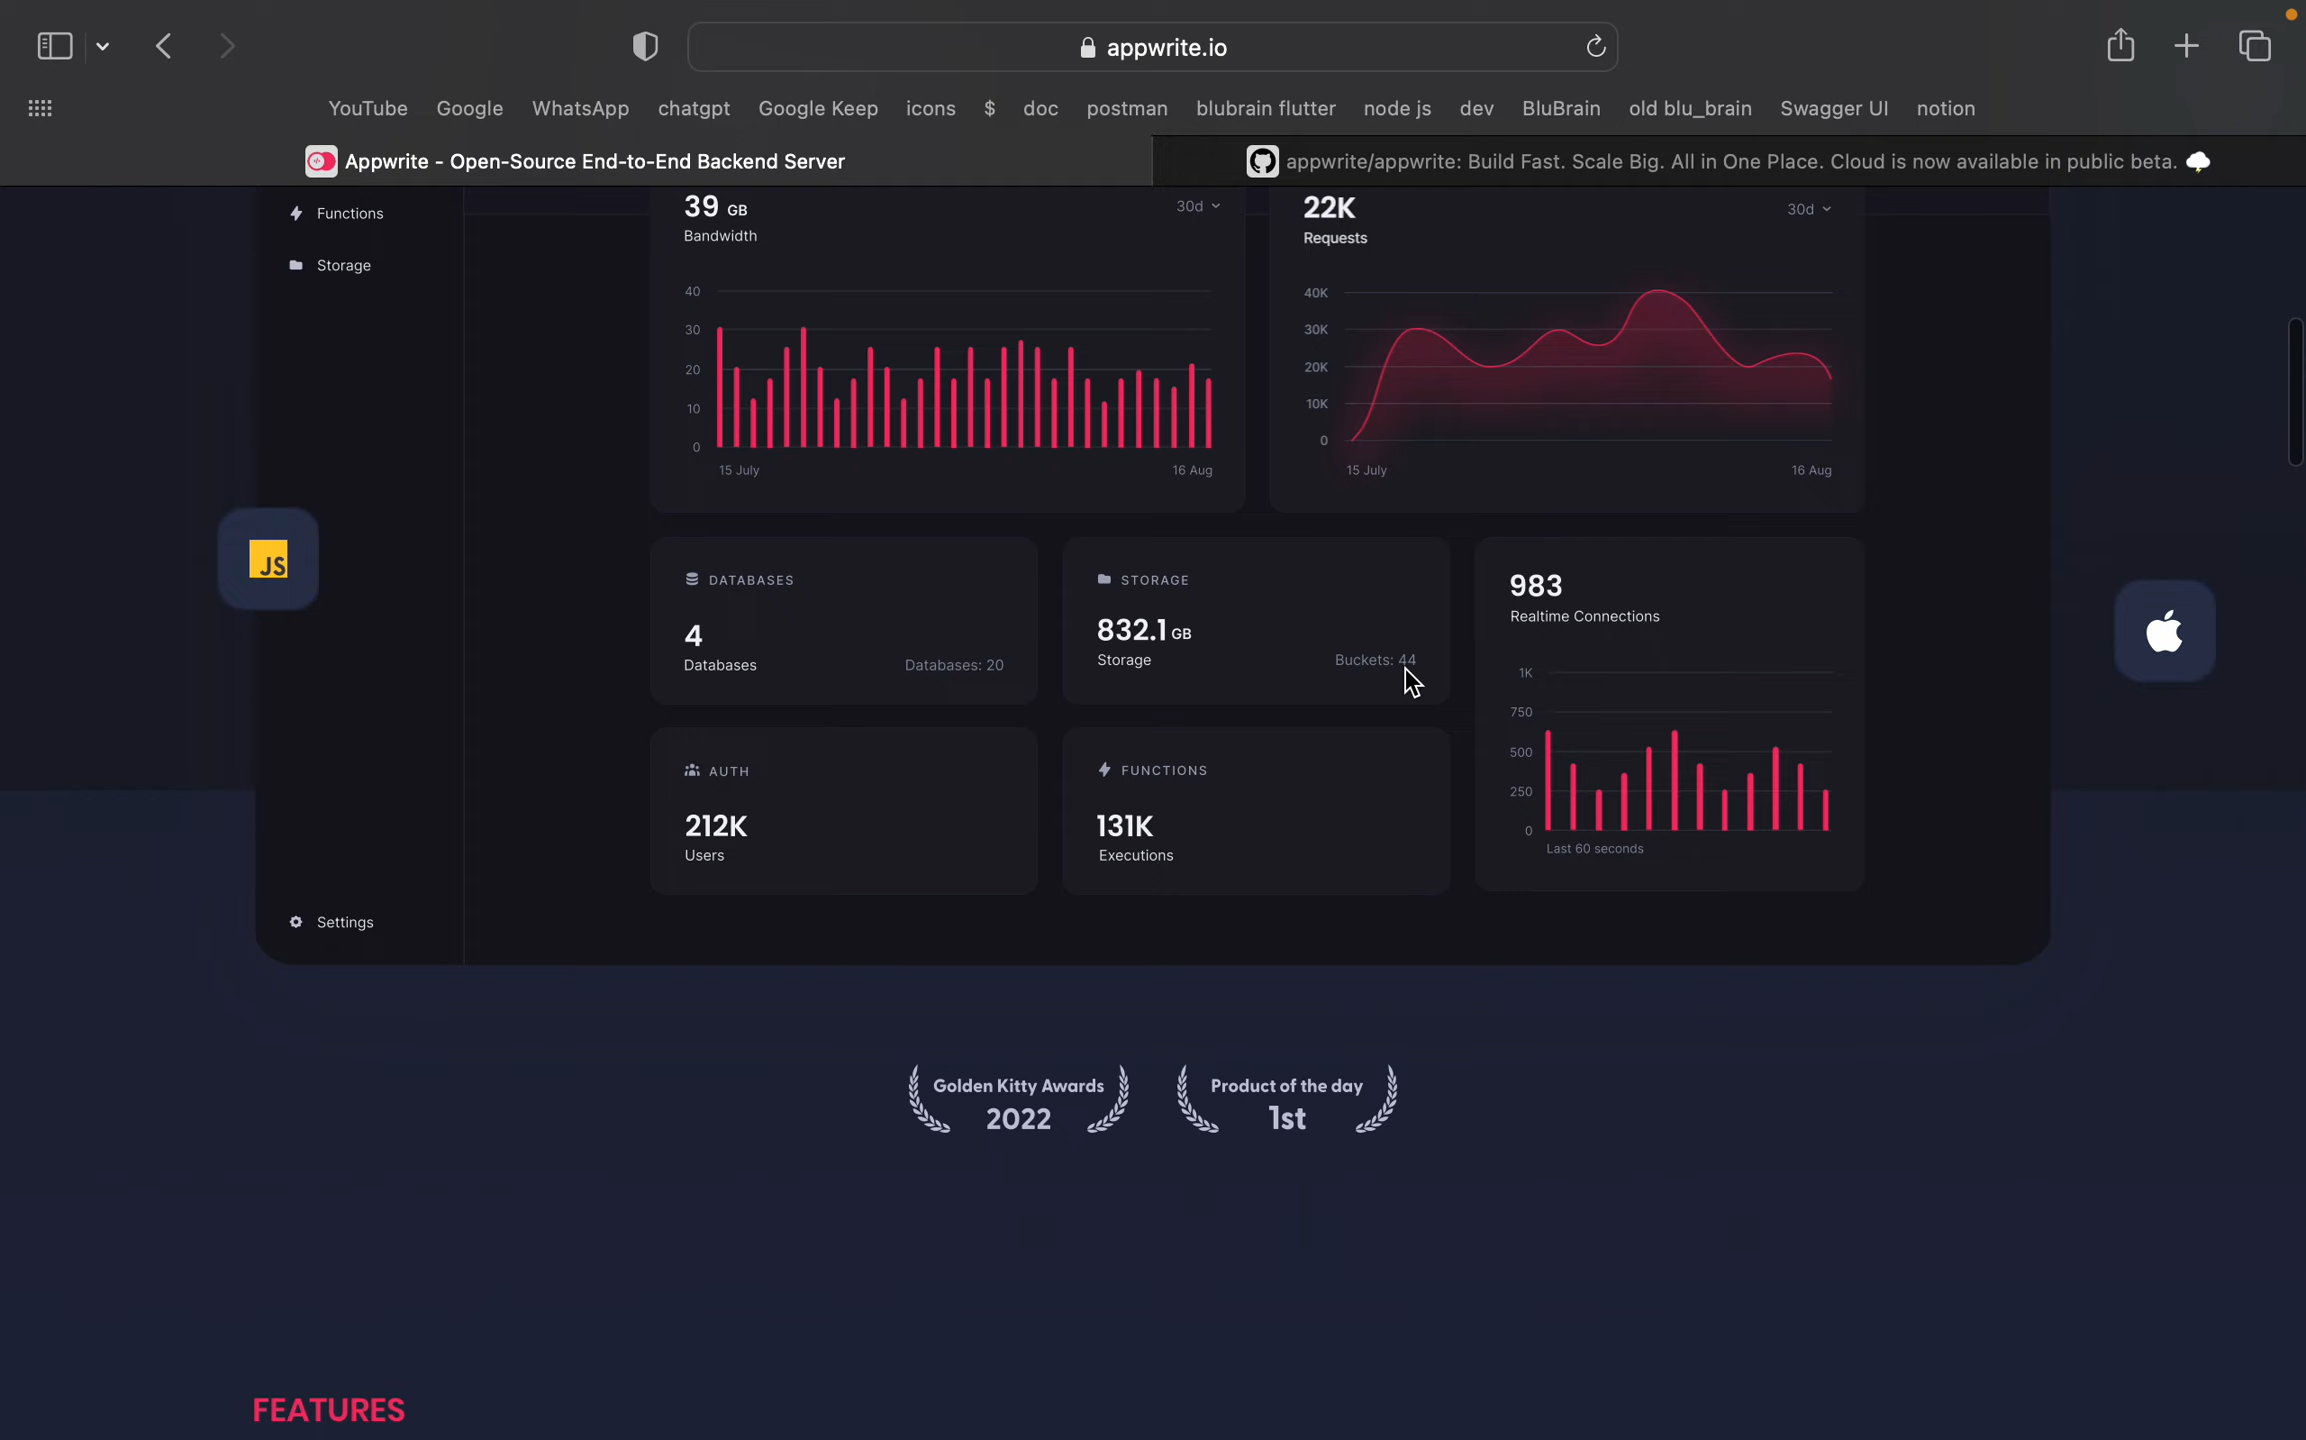 appwrite.io
YouTube Google WhatsApp chatgpt Google Keep icons $ doc postman blubrain flutter node js dev BluBrain old blu_brain Swagger UI notion
Appwrite - Open-Source End-to-End Backend Server
appwrite/appwrite: Build Fast. Scale Big. All in One Place. Cloud is now available in public beta.
Functions
Storage
Settings
39 GB
30d
Bandwidth
40
30
20
10
0
15 July 16 Aug
22K
30d
Requests
40K
30K
20K
10K
0
15 July 16 Aug
JS
DATABASES
4
Databases Databases: 20
STORAGE
832.1 GB
Storage Buckets: 44
983
Realtime Connections
1K
750
500
250
0
Last 60 seconds
AUTH
212K
Users
FUNCTIONS
131K
Executions
Golden Kitty Awards
2022
Product of the day
1st
FEATURES